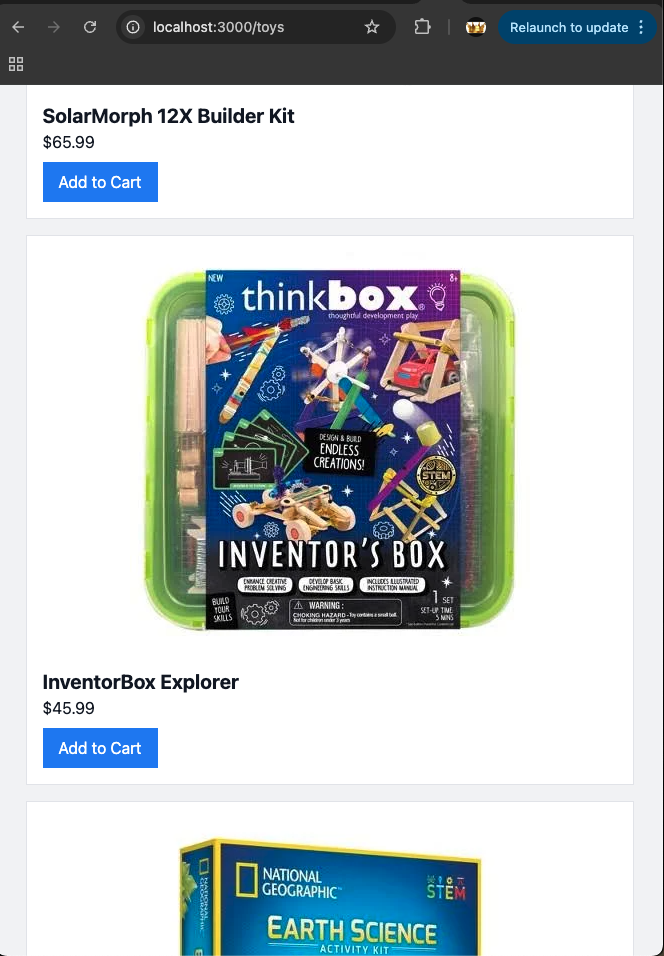 localhost:3000/toys
Relaunch to update
SolarMorph 12X Builder Kit
$65.99
Add to Cart
NEW
8+
thinkbox®
thoughtful development play
DESIGN & BUILD
ENDLESS
CREATIONS!
STEM
INVENTOR'S BOX
ENHANCE CREATIVE
PROBLEM SOLVING
DEVELOP BASIC
ENGINEERING SKILLS
INCLUDES ILLUSTRATED
INSTRUCTION MANUAL
BUILD
YOUR
SKILLS
WARNING:
CHOKING HAZARD - Toy contains a small ball.
Not for children under 3 years
1 SET
SET-UP TIME:
5 MINS
InventorBox Explorer
$45.99
Add to Cart
NATIONAL
GEOGRAPHIC™
STEM
EARTH SCIENCE
ACTIVITY KIT
NATIONAL
GEOGRAPHIC